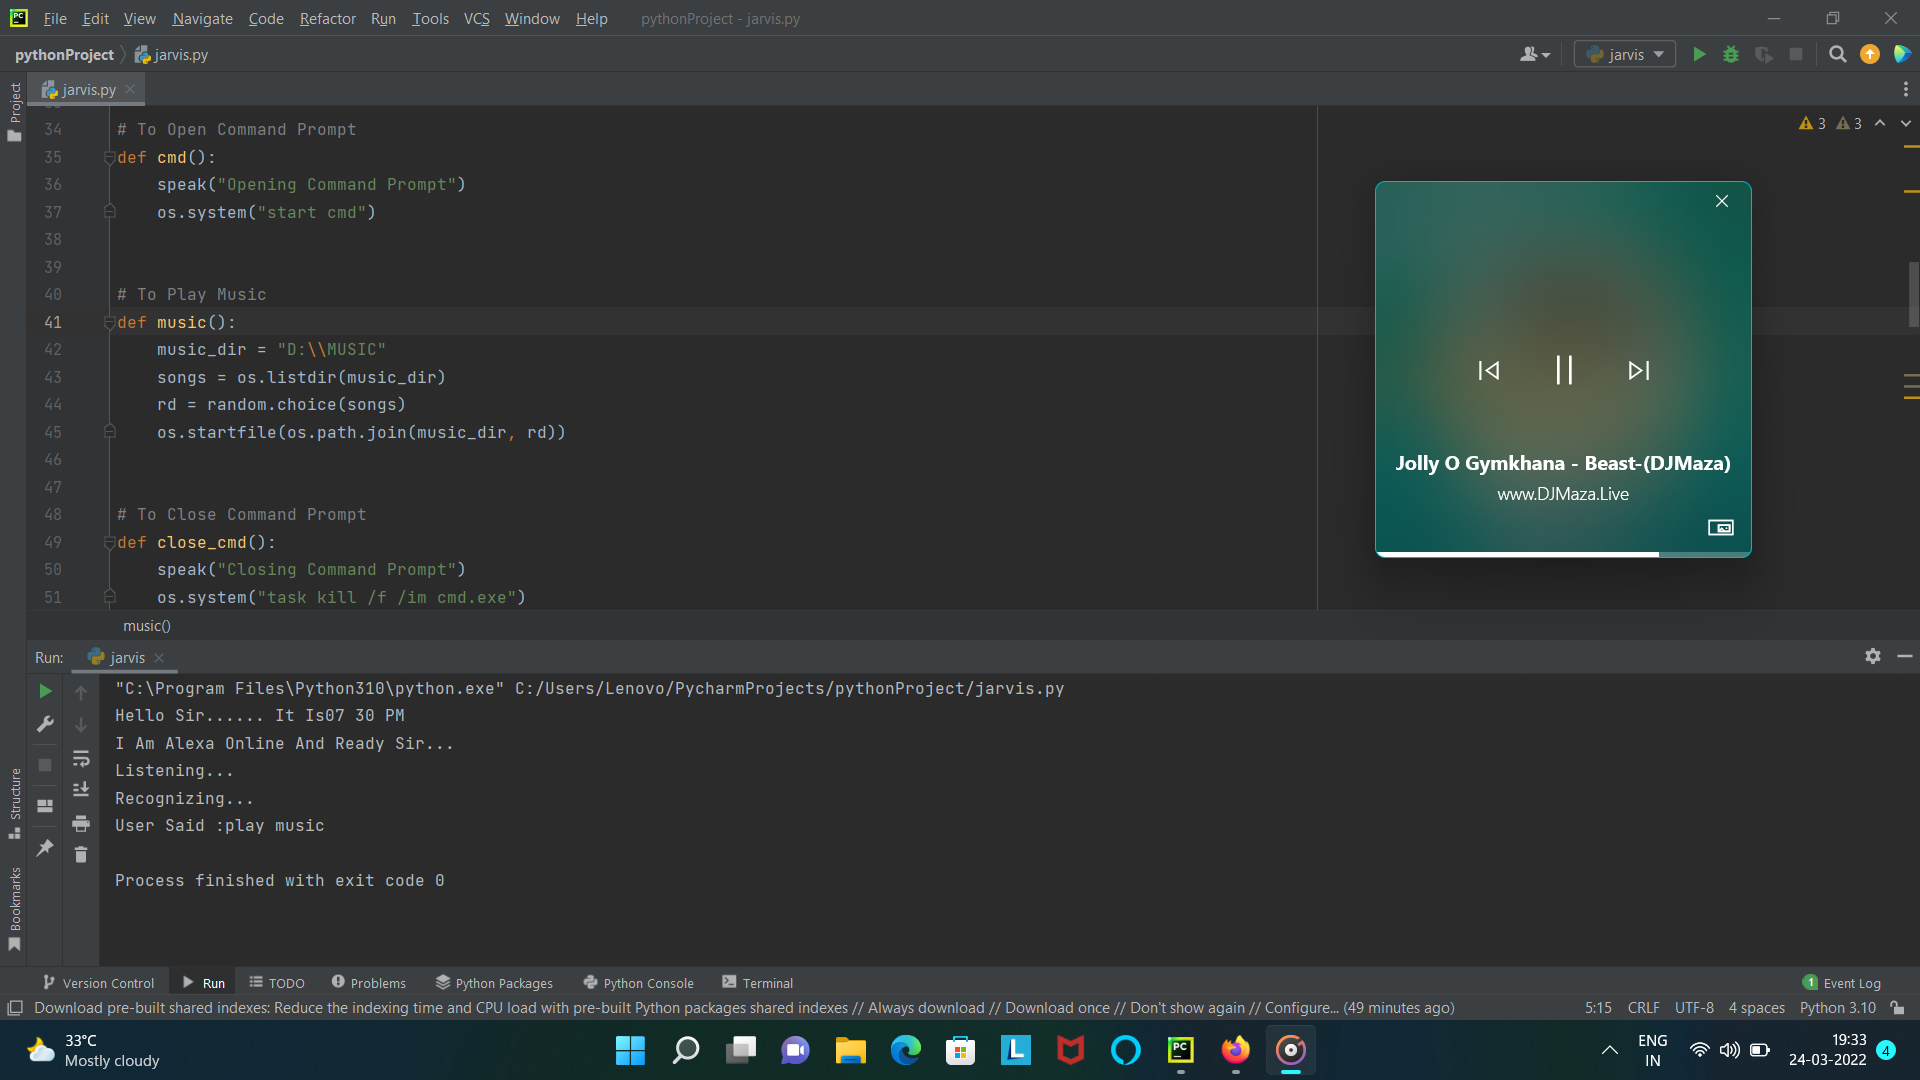 File Edit View Navigate Code Refactor Run Tools VCS Window Help pythonProject - jarvis.py
pythonProject jarvis.py jarvis
jarvis.py
Project
34 # To Open Command Prompt
3 3
35 def cmd():
36 speak("Opening Command Prompt")
37 os.system("start cmd")
38
39
40 # To Play Music
41 def music():
42 music_dir = "D:\\MUSIC"
43 songs = os.listdir(music_dir)
44 rd = random.choice(songs)
45 os.startfile(os.path.join(music_dir, rd))
46
47
48 # To Close Command Prompt
49 def close_cmd():
50 speak("Closing Command Prompt")
51 os.system("task kill /f /im cmd.exe")
Jolly O Gymkhana - Beast-(DJMaza)
www.DJMaza.Live
music()
Run: jarvis
"C:\Program Files\Python310\python.exe" C:/Users/Lenovo/PycharmProjects/pythonProject/jarvis.py
Hello Sir...... It Is07 30 PM
I Am Alexa Online And Ready Sir...
Listening...
Recognizing...
User Said :play music
Process finished with exit code 0
Structure
Bookmarks
Version Control Run TODO Problems Python Packages Python Console Terminal 1 Event Log
Download pre-built shared indexes: Reduce the indexing time and CPU load with pre-built Python packages shared indexes // Always download // Download once // Don't show again // Configure... (49 minutes ago) 5:15 CRLF UTF-8 4 spaces Python 3.10
33°C
Mostly cloudy
L
PC
ENG
IN
19:33
24-03-2022
4